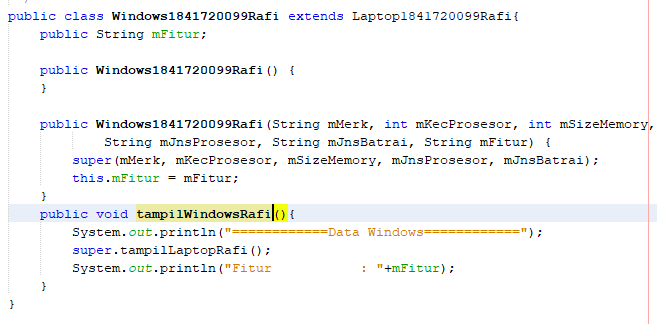 public class Windows1841720099Rafi extends Laptop1841720099Rafi{
    public String mFitur;
    public Windows1841720099Rafi() {
    }
    public Windows1841720099Rafi(String mMerk, int mKecProsesor, int mSizeMemory,
            String mJnsProsesor, String mJnsBatrai, String mFitur) {
        super(mMerk, mKecProsesor, mSizeMemory, mJnsProsesor, mJnsBatrai);
        this.mFitur = mFitur;
    }
    public void tampilWindowsRafi(){
        System.out.println("============Data Windows============");
        super.tampilLaptopRafi();
        System.out.println("Fitur           : "+mFitur);
    }
}